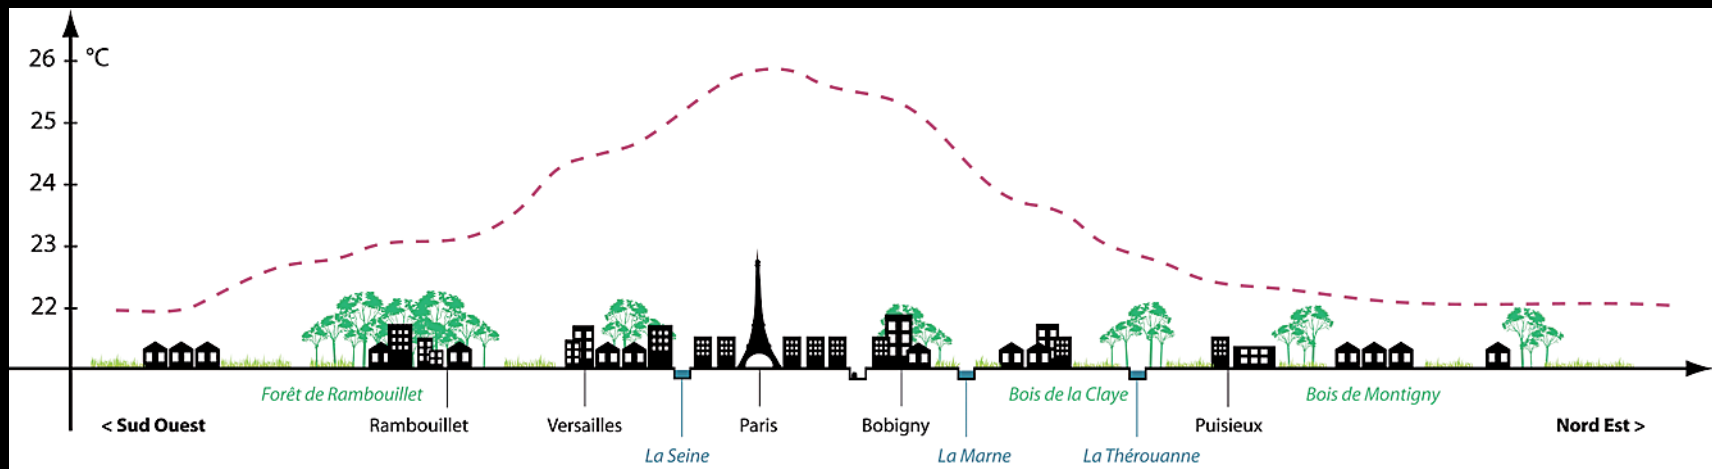 26 °C
25
24
23
22
Forêt de Rambouillet Bois de la Claye Bois de Montigny
< Sud Ouest Rambouillet Versailles Paris Bobigny Puisieux Nord Est >
La Seine La Marne La Thérouanne